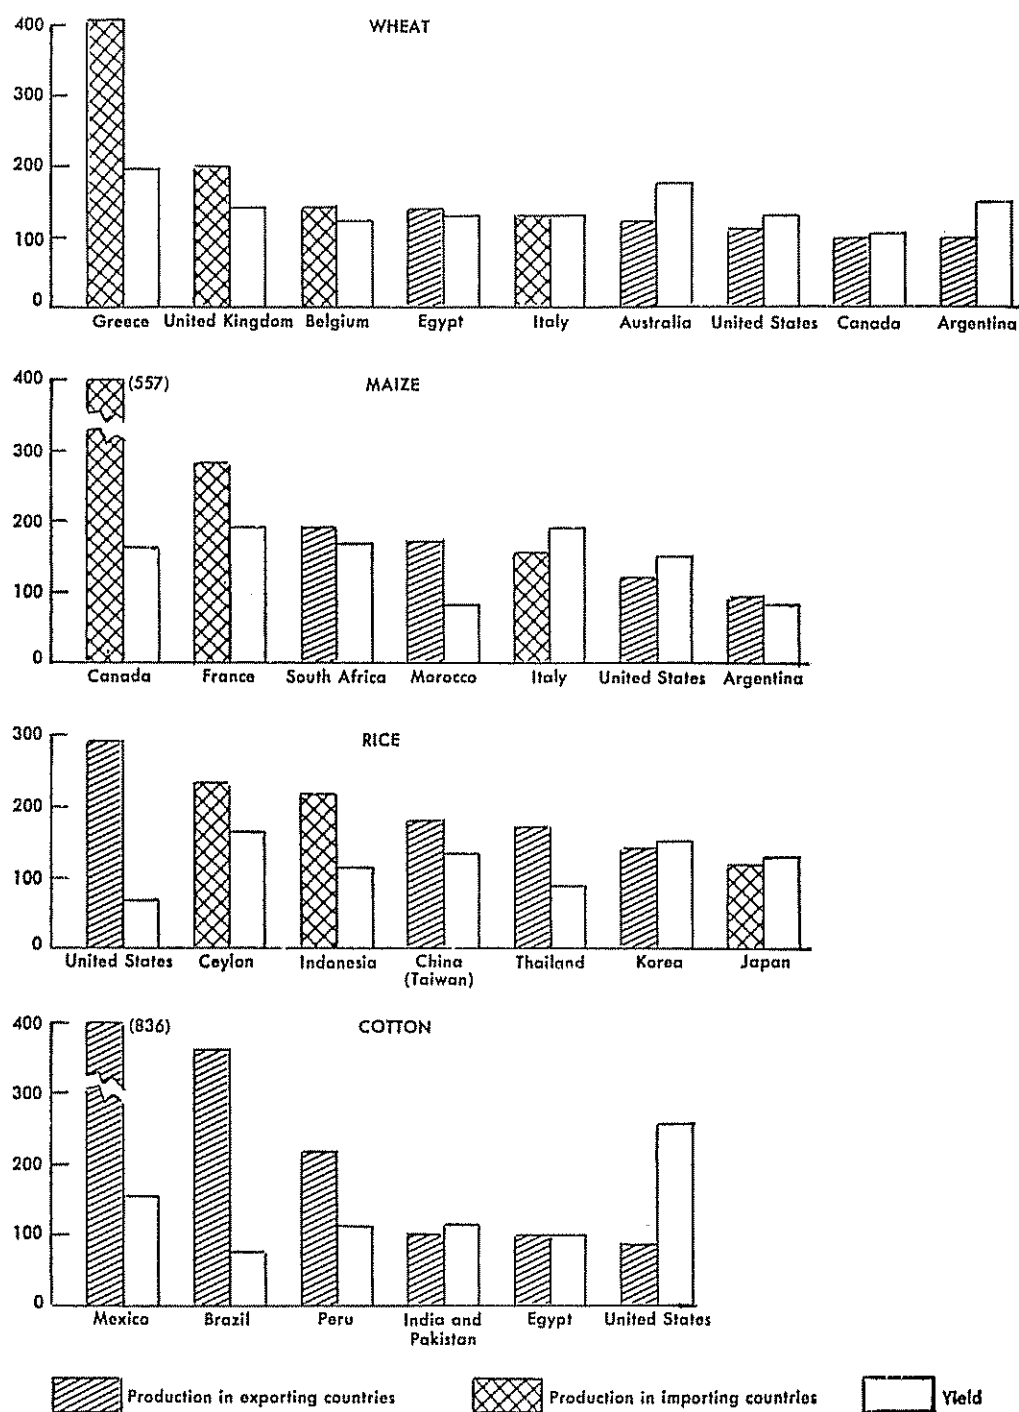 WHEAT
400
300
200
100
0
Greece United Kingdom Belgium Egypt Italy Australia United States Canada Argentina
MAIZE
(557)
400
300
200
100
0
Canada France South Africa Morocco Italy United States Argentina
RICE
300
200
100
0
United States Ceylon Indonesia China Thailand Korea Japan
(Taiwan)
COTTON
(836)
400
300
200
100
0
Mexico Brazil Peru India and Egypt United States
Pakistan
Production in exporting countries Production in importing countries Yield